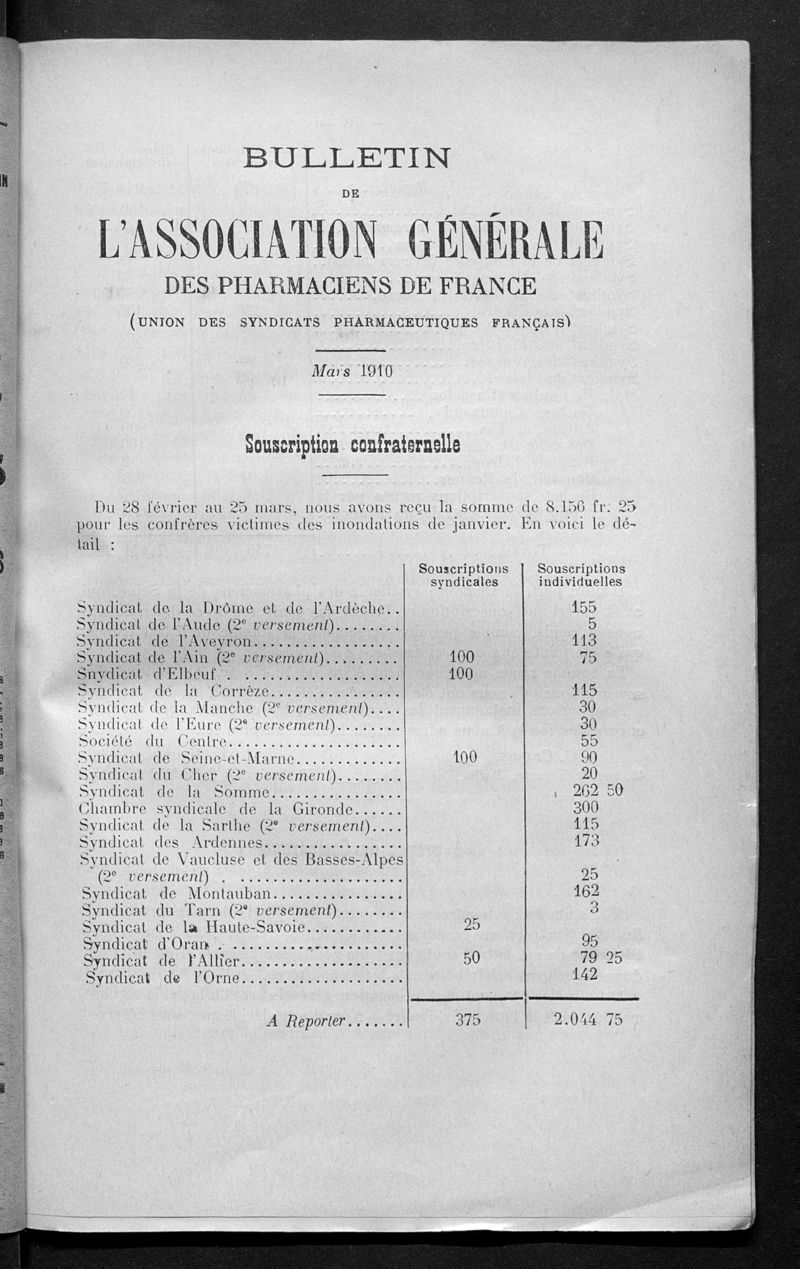 BULLETIN
DE
L'ASSOCIATION GÉNÉRALE
DES PHARMACIENS DE FRANCE
(UNION DES SYNDICATS PHARMACEUTIQUES FRANÇAIS)
Mars 1910
Souscription confraternelle
Du 28 février au 25 mars, nous avons reçu la somme de 8.156 fr. 25
pour les confrères victimes des inondations de janvier. En voici le dé-
tail :
Souscriptions syndicales Souscriptions individuelles
Syndicat de la Drôme et de l'Ardèche.. 155
Syndicat de l'Aude (2e versement)........ 5
Syndicat de l'Aveyron.................. 113
Syndicat de l'Ain (2e versement)......... 100 75
Snydicat d'Elbeuf . ................... 100
Syndicat de la Corrèze................ 115
Syndicat de la Manche (2e versement).... 30
Syndicat de l'Eure (2e versement)........ 30
Société du Centre..................... 55
Syndicat de Seine-et-Marne............. 100 90
Syndicat du Cher (2e versement)........ 20
Syndicat de la Somme................ 262 50
Chambre syndicale de la Gironde...... 300
Syndicat de la Sarthe (2e versement).... 115
Syndicat des Ardennes................. 173
Syndicat de Vaucluse et des Basses-Alpes
(2e versement) . .................... 25
Syndicat de Montauban................ 162
Syndicat du Tarn (2e versement)........ 3
Syndicat de la Haute-Savoie............ 25
Syndicat d'Oran . ..................... 95
Syndicat de l'Allier.................... 50 79 25
Syndicat de l'Orne.................... 142
A Reporter....... 375 2.044 75